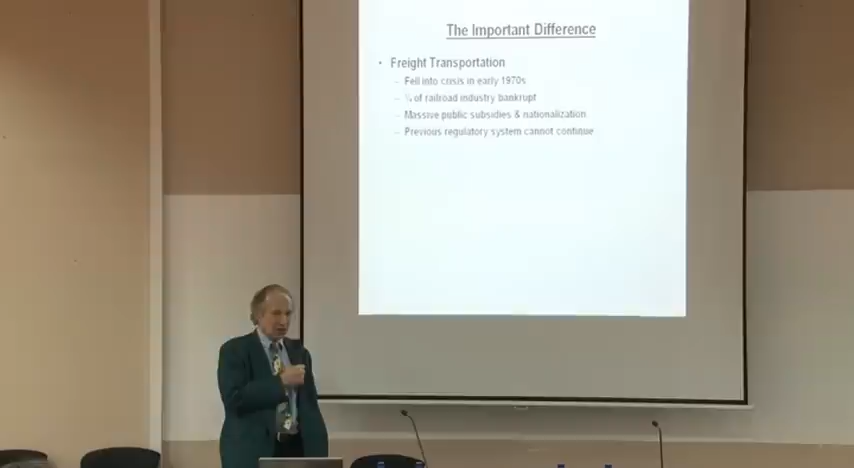 The Important Difference
• Freight Transportation
– Fell into crisis in early 1970s
– of railroad industry bankrupt
– Massive public subsidies & nationalization
– Previous regulatory system cannot continue